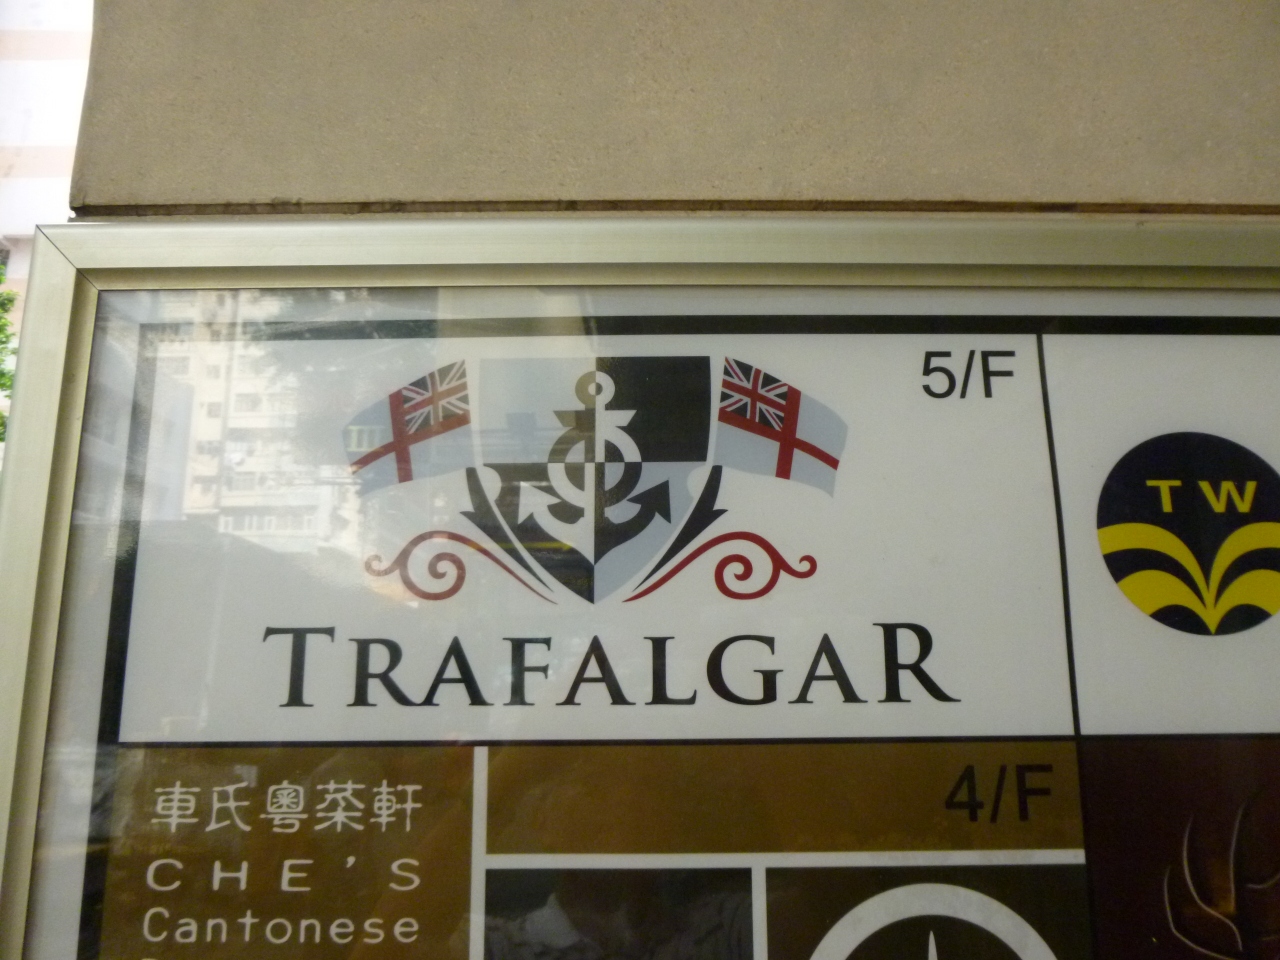 5/F
TRAFALGAR
TW
4/F
車氏粵菜軒
CHE'S
Cantonese